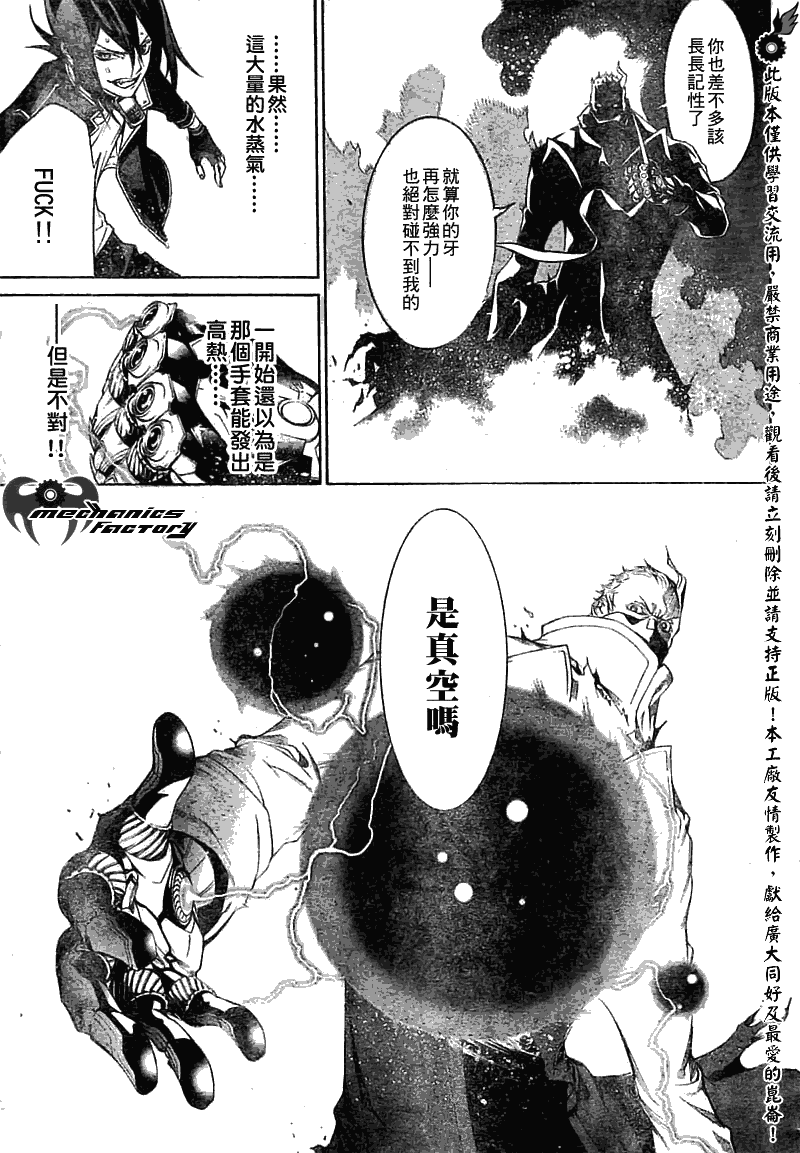 你也差不多該
長長記性了
就算你的牙
再怎麼強力——
也絕對碰不到我的
……果然……
這大量的水蒸氣……
FUCK!!
一開始還以為是
那個手套能發出
高熱……
——但是不對!!
mechanics
Factory
是真空嗎
此版本僅供學習交流用，嚴禁商業用途，觀看後請立刻刪除並請支持正版！本工廠友情製作，獻給廣大同好及最愛的崑崙！